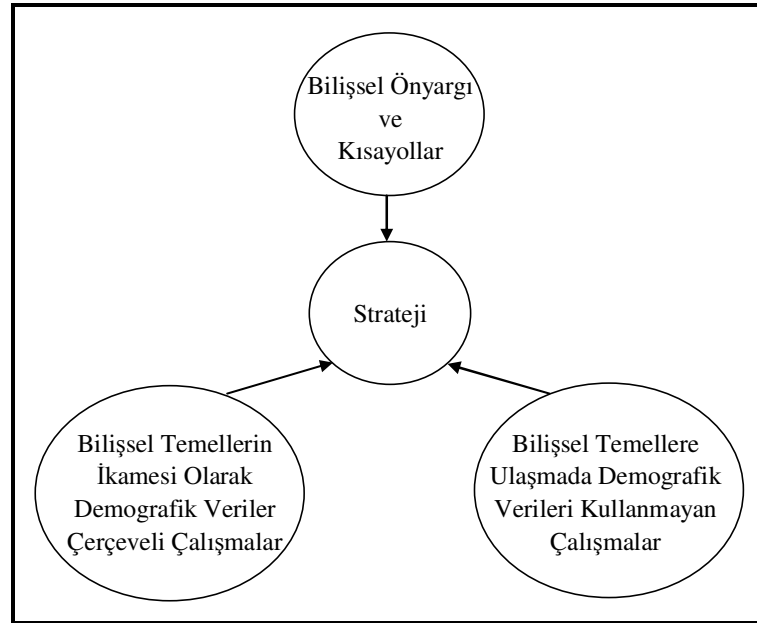 Bilişsel Önyargı
ve
Kısayollar
Strateji
Bilişsel Temellerin
İkamesi Olarak
Demografik Veriler
Çerçeveli Çalışmalar
Bilişsel Temellere
Ulaşmada Demografik
Verileri Kullanmayan
Çalışmalar